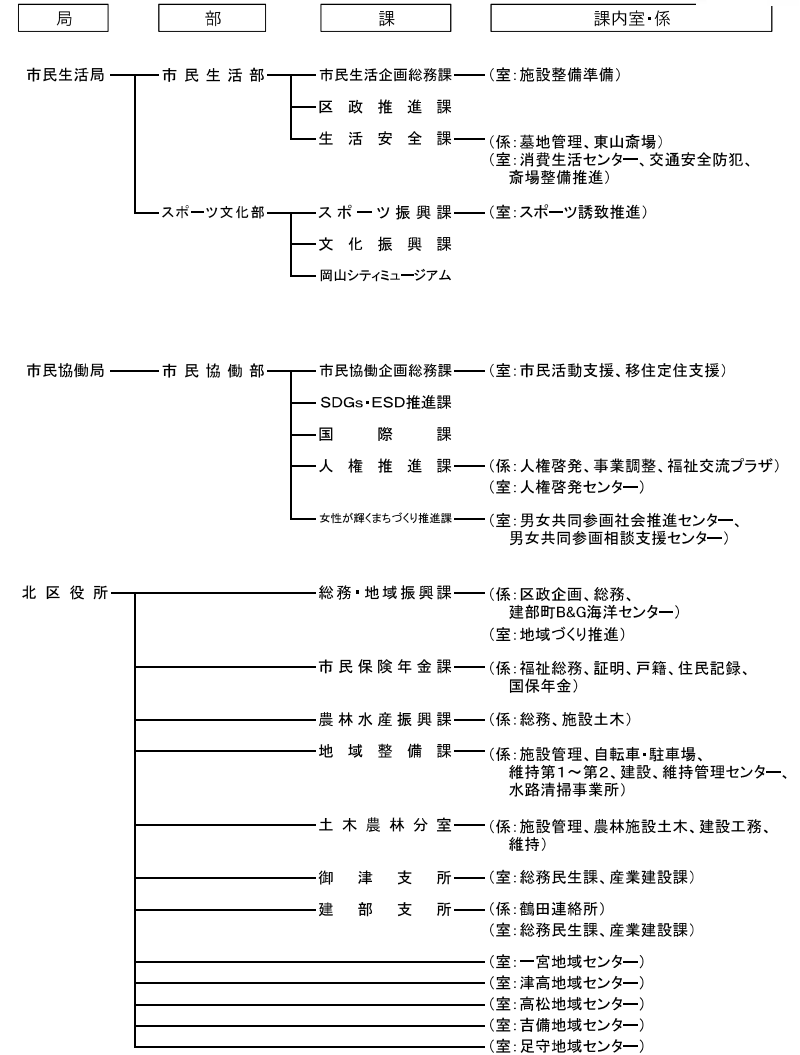 局 部 課 課内室・係
市民生活局 市民生活部 市民生活企画総務課 (室:施設整備準備)
区政推進課
生活安全課 (係:墓地管理、東山斎場)
(室:消費生活センター、交通安全防犯、
斎場整備推進)
スポーツ文化部 スポーツ振興課 (室:スポーツ誘致推進)
文化振興課
岡山シティミュージアム
市民協働局 市民協働部 市民協働企画総務課 (室:市民活動支援、移住定住支援)
SDGs・ESD推進課
国際課
人権推進課 (係:人権啓発、事業調整、福祉交流プラザ)
(室:人権啓発センター)
女性が輝くまちづくり推進課 (室:男女共同参画社会推進センター、
男女共同参画相談支援センター)
北区役所 総務・地域振興課 (係:区政企画、総務、
建部町B&G海洋センター)
(室:地域づくり推進)
市民保険年金課 (係:福祉総務、証明、戸籍、住民記録、
国保年金)
農林水産振興課 (係:総務、施設土木)
地域整備課 (係:施設管理、自転車・駐車場、
維持第1～第2、建設、維持管理センター、
水路清掃事業所)
土木農林分室 (係:施設管理、農林施設土木、建設工務、
維持)
御津支所 (室:総務民生課、産業建設課)
建部支所 (係:鶴田連絡所)
(室:総務民生課、産業建設課)
(室:一宮地域センター)
(室:津高地域センター)
(室:高松地域センター)
(室:吉備地域センター)
(室:足守地域センター)